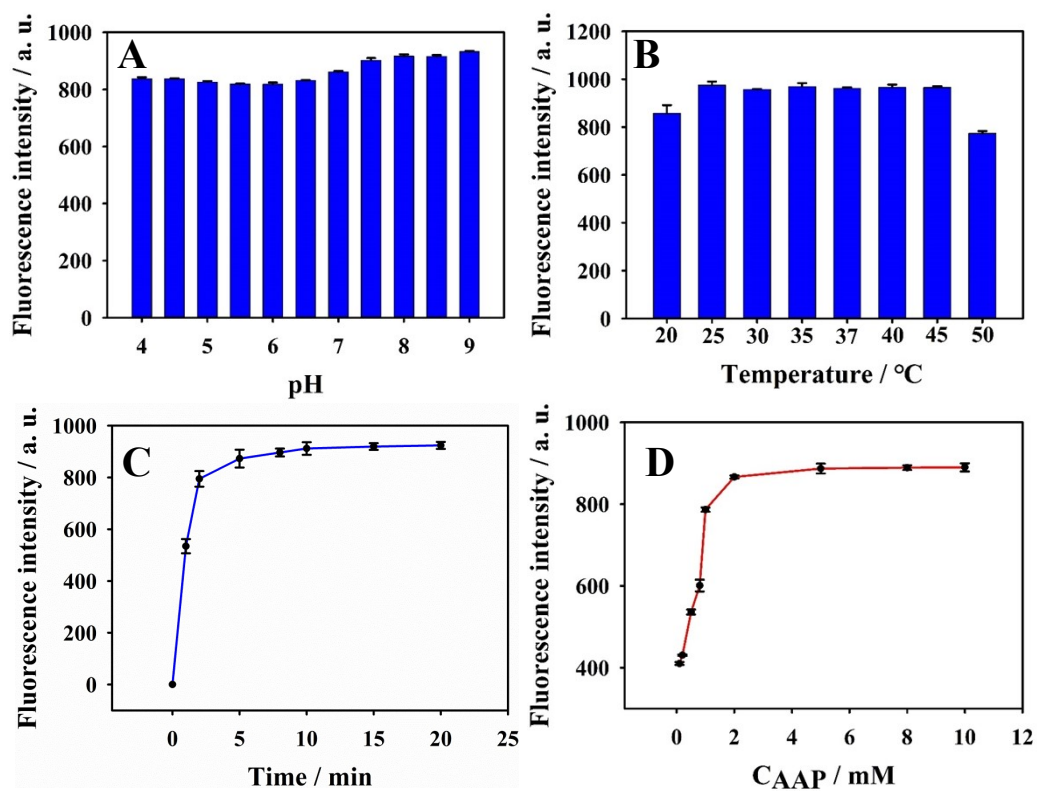 A
Fluorescence intensity / a. u.
1000
800
600
400
200
0
4 5 6 7 8 9
pH
B
Fluorescence intensity / a. u.
1200
1000
800
600
400
200
0
20 25 30 35 37 40 45 50
Temperature / °C
C
Fluorescence intensity / a. u.
1000
800
600
400
200
0
0 5 10 15 20 25
Time / min
D
Fluorescence intensity / a. u.
1000
800
600
400
0 2 4 6 8 10 12
CAAP / mM